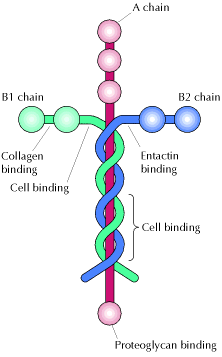 A chain
B1 chain
B2 chain
Collagen
binding
Entactin
binding
Cell binding
Cell binding
Proteoglycan binding